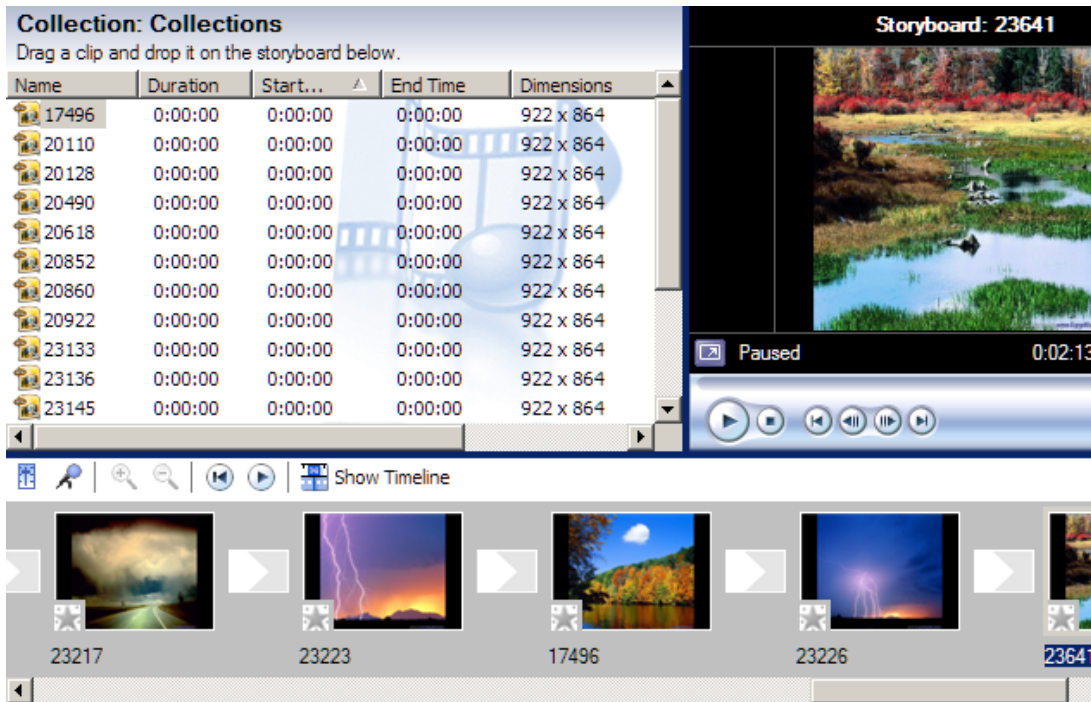 Collection: Collections
Drag a clip and drop it on the storyboard below.
Name Duration Start... End Time Dimensions
17496 0:00:00 0:00:00 0:00:00 922 x 864
20110 0:00:00 0:00:00 0:00:00 922 x 864
20128 0:00:00 0:00:00 0:00:00 922 x 864
20490 0:00:00 0:00:00 0:00:00 922 x 864
20618 0:00:00 0:00:00 0:00:00 922 x 864
20852 0:00:00 0:00:00 0:00:00 922 x 864
20860 0:00:00 0:00:00 0:00:00 922 x 864
20922 0:00:00 0:00:00 0:00:00 922 x 864
23133 0:00:00 0:00:00 0:00:00 922 x 864
23136 0:00:00 0:00:00 0:00:00 922 x 864
23145 0:00:00 0:00:00 0:00:00 922 x 864
Storyboard: 23641
Paused 0:02:13
Show Timeline
23217 23223 17496 23226 23641